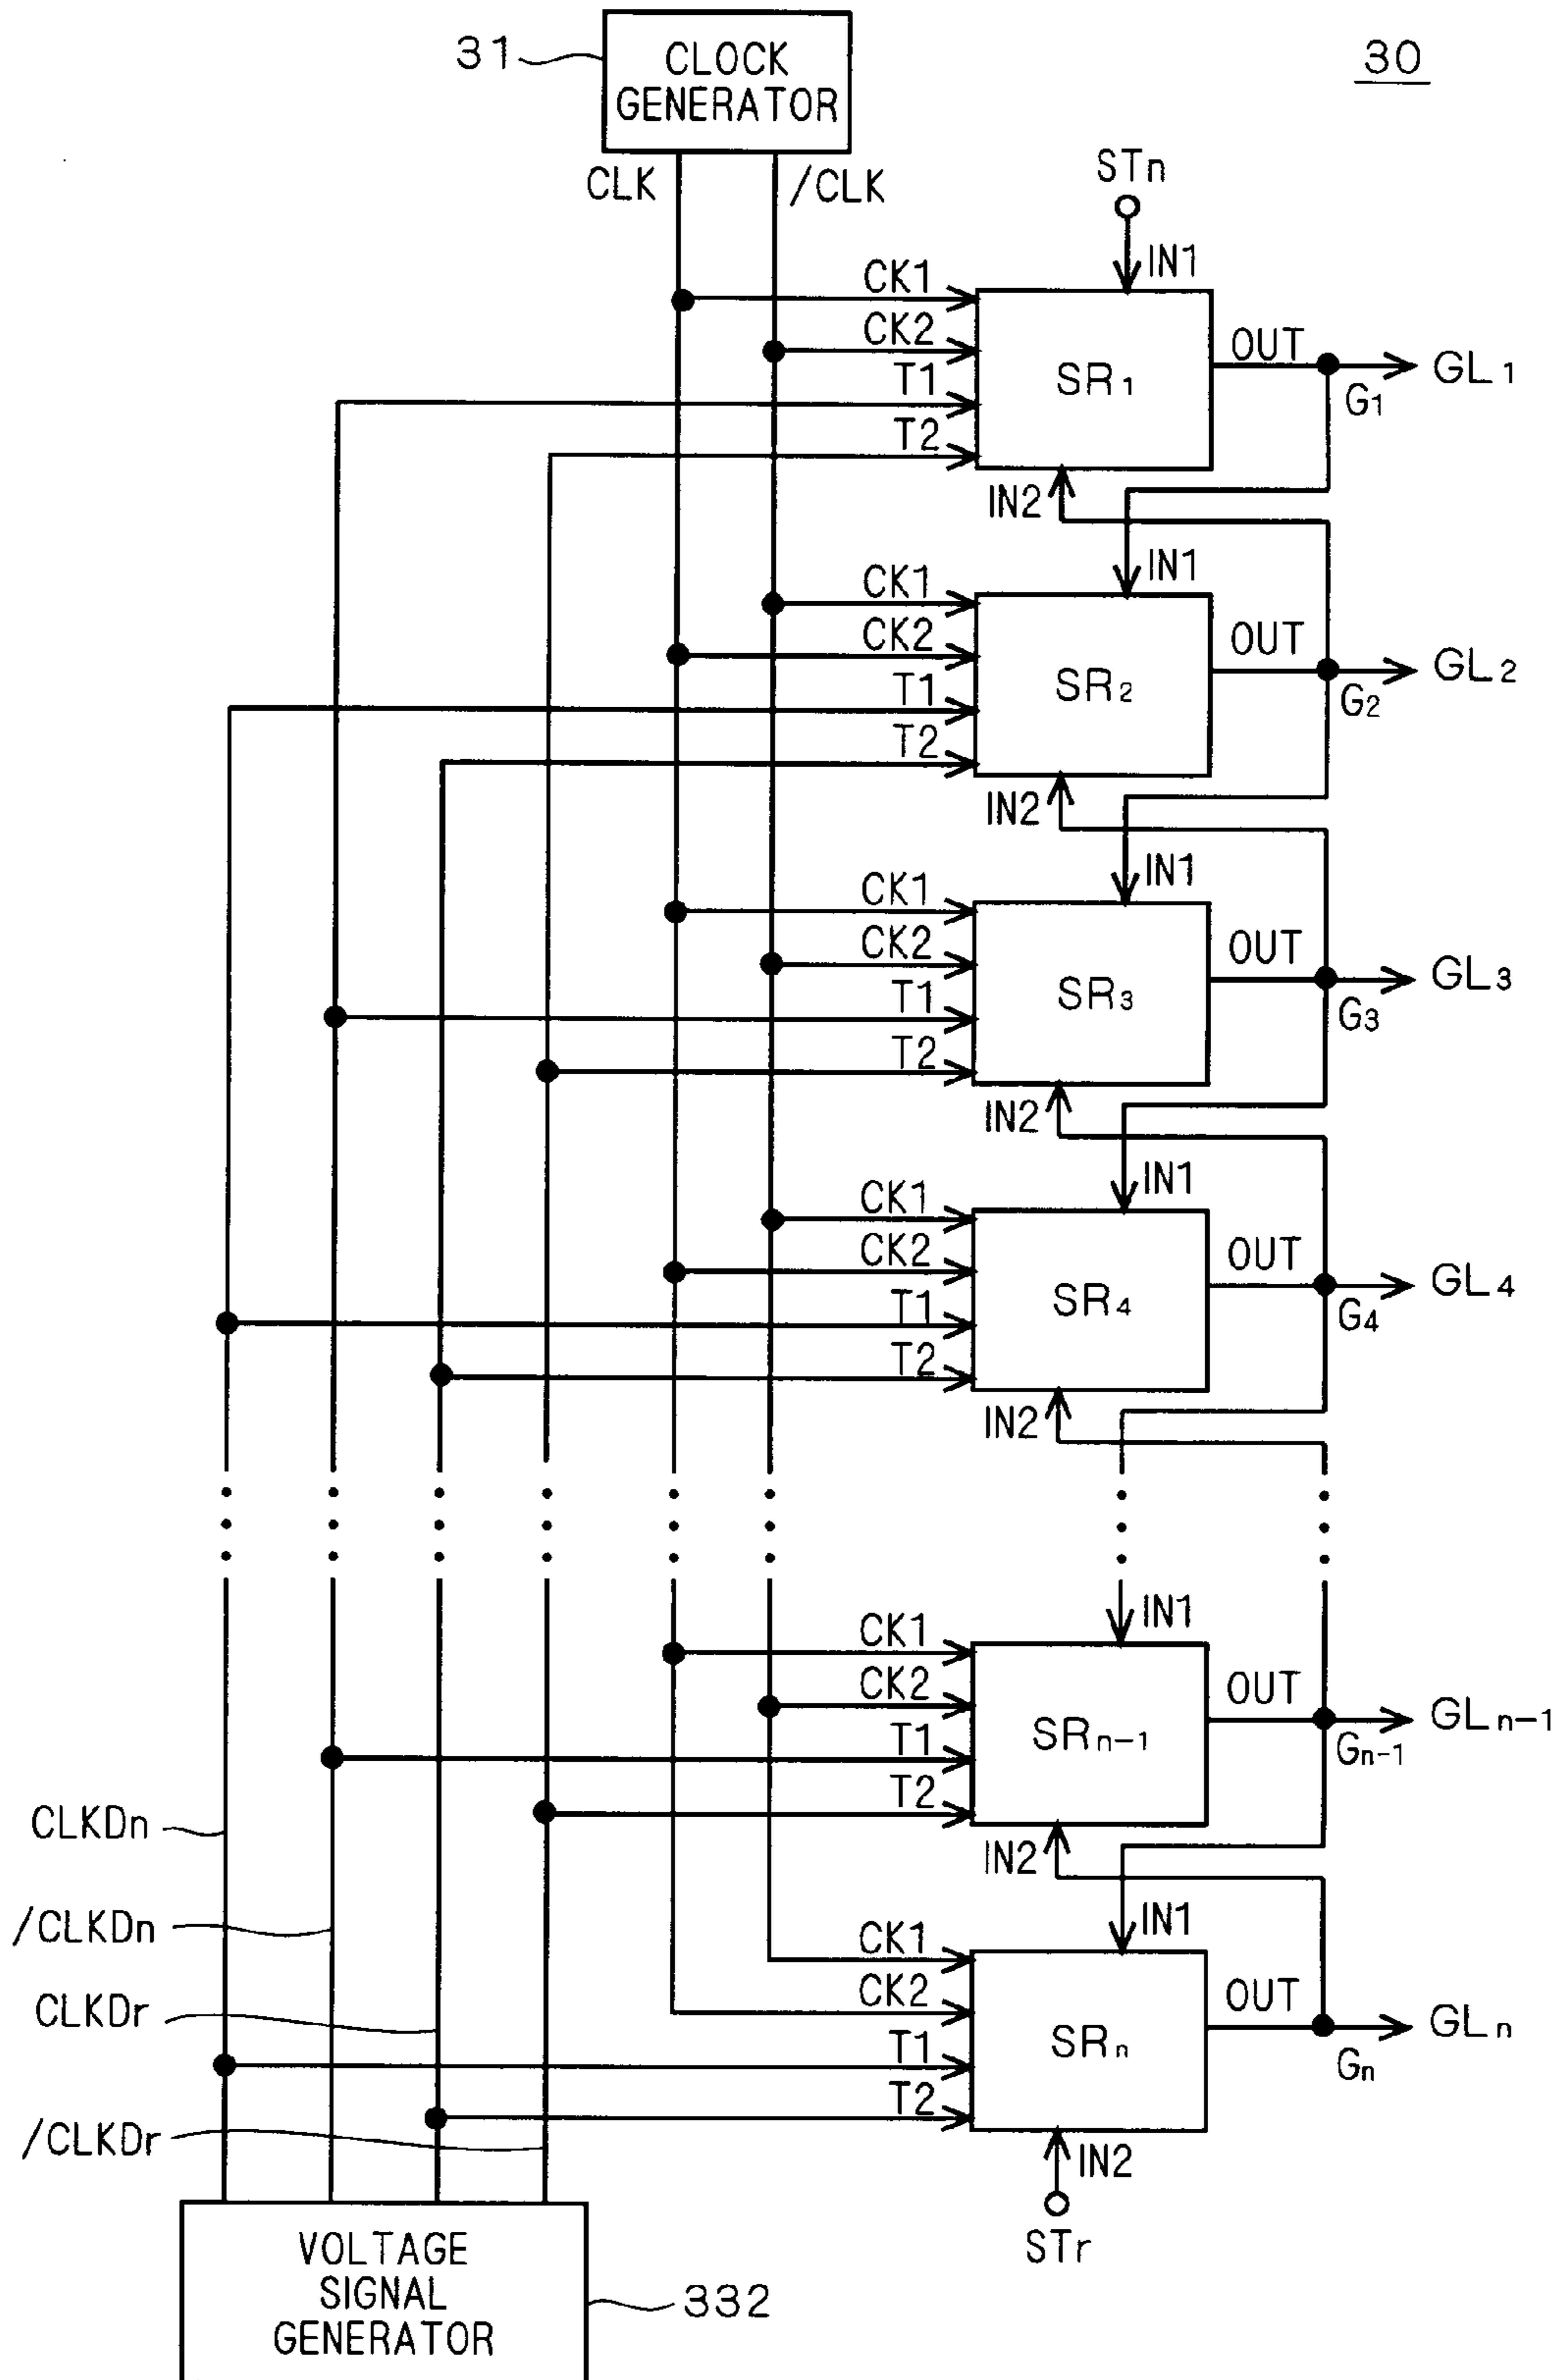 31
CLOCK
GENERATOR
30
CLK
/CLK
STn
IN1
CK1
CK2
T1
T2
SR1
OUT
GL1
G1
IN2
IN1
CK1
CK2
T1
T2
SR2
OUT
GL2
G2
IN2
IN1
CK1
CK2
T1
T2
SR3
OUT
GL3
G3
IN2
IN1
CK1
CK2
T1
T2
SR4
OUT
GL4
G4
IN2
IN1
CK1
CK2
T1
T2
SRn-1
OUT
GLn-1
Gn-1
IN2
CLKDn
/CLKDn
CLKDr
/CLKDr
IN1
CK1
CK2
T1
T2
SRn
OUT
GLn
Gn
IN2
STr
VOLTAGE
SIGNAL
GENERATOR
332